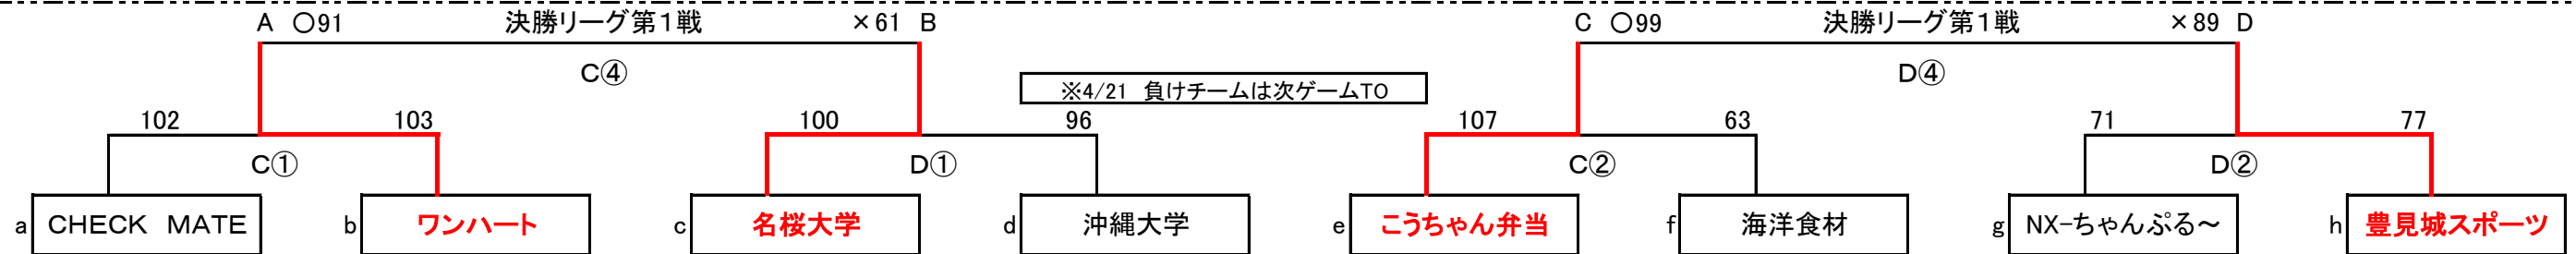 A ○91 決勝リーグ第1戦 ×61 B
C ○99 決勝リーグ第1戦 ×89 D
C④
D④
※4/21 負けチームは次ゲームTO
102 103 100 96 107 63 71 77
C① D① C② D②
a CHECK MATE
b ワンハート
c 名桜大学
d 沖縄大学
e こうちゃん弁当
f 海洋食材
g NX-ちゃんぷる～
h 豊見城スポーツ